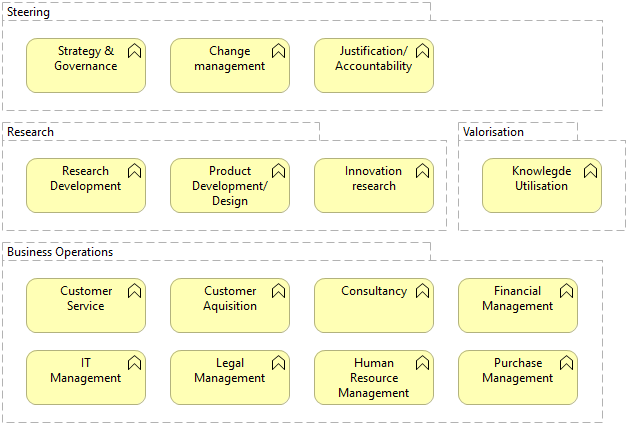 Steering
Strategy &
Governance
Change
management
Justification/
Accountability
Research
Research
Development
Product
Development/
Design
Innovation
research
Valorisation
Knowlegde
Utilisation
Business Operations
Customer
Service
Customer
Aquisition
Consultancy
Financial
Management
IT
Management
Legal
Management
Human
Resource
Management
Purchase
Management